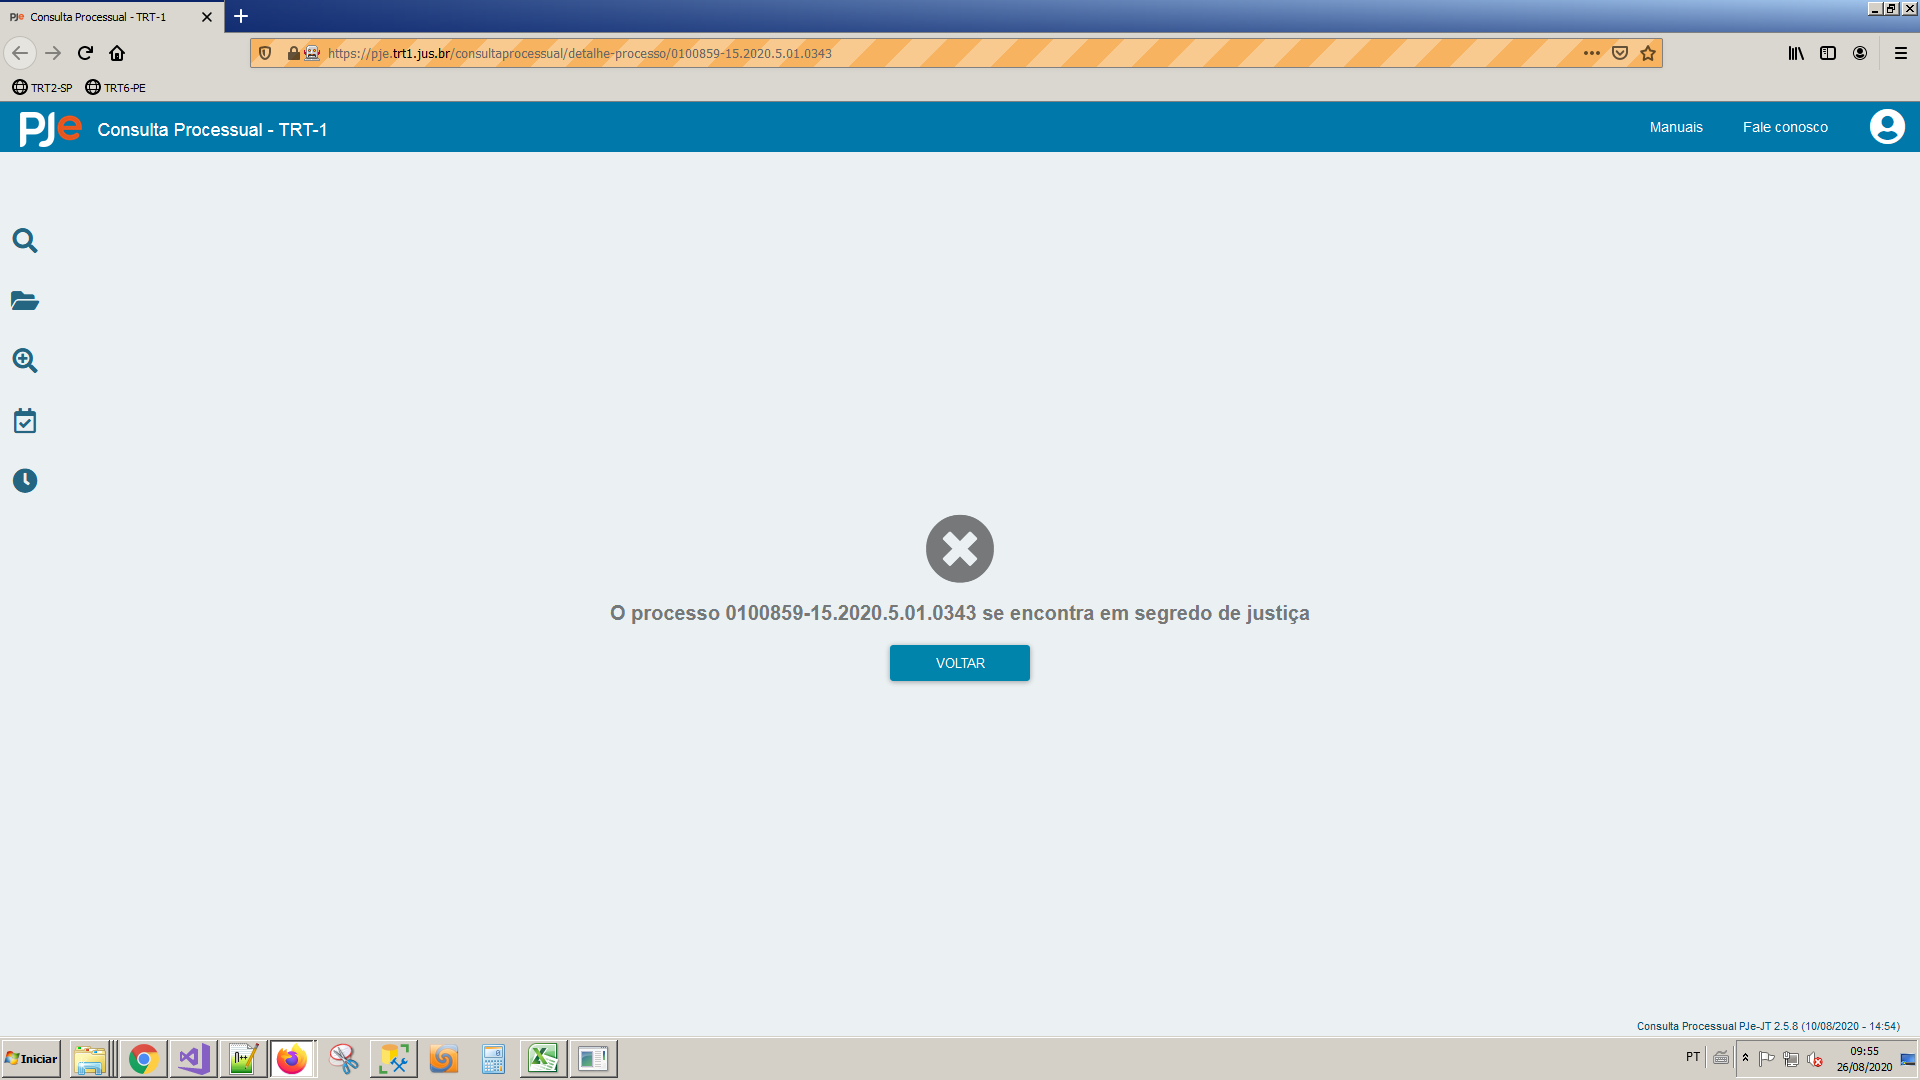 PJe Consulta Processual - TRT-1
https://pje.trt1.jus.br/consultaprocessual/detalhe-processo/0100859-15.2020.5.01.0343
TRT2-SP TRT6-PE
PJe Consulta Processual - TRT-1 Manuais Fale conosco
O processo 0100859-15.2020.5.01.0343 se encontra em segredo de justiça
VOLTAR
Consulta Processual PJe-JT 2.5.8 (10/08/2020 - 14:54)
Iniciar
PT
09:55
26/08/2020